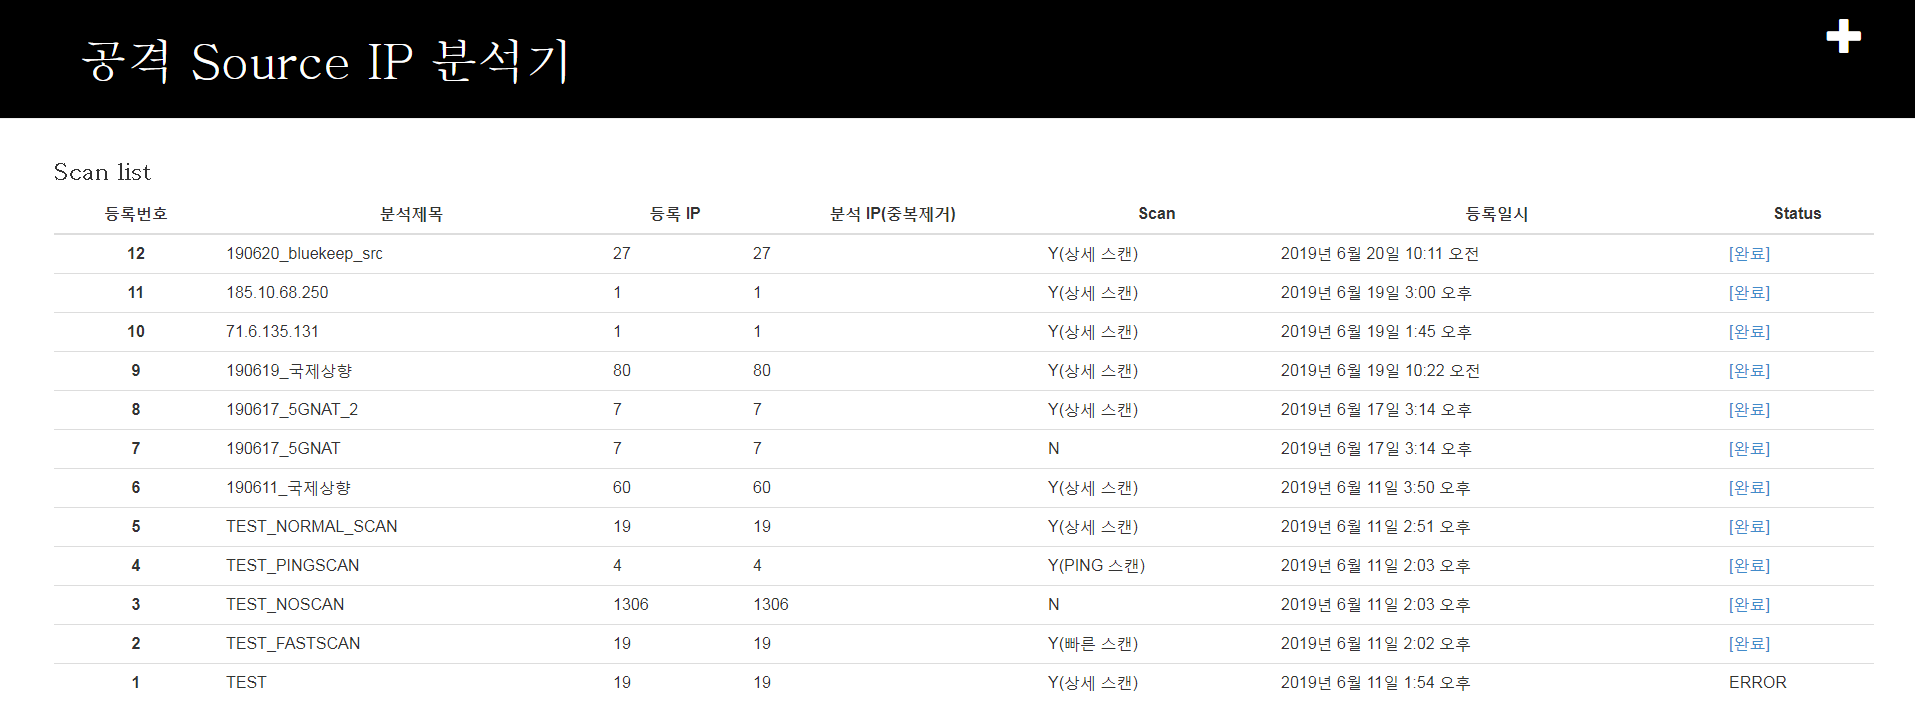 공격 Source IP 분석기
Scan list
등록번호 분석제목 등록 IP 분석 IP(중복제거) Scan 등록일시 Status
12 190620_bluekeep_src 27 27 Y(상세 스캔) 2019년 6월 20일 10:11 오전 [완료]
11 185.10.68.250 1 1 Y(상세 스캔) 2019년 6월 19일 3:00 오후 [완료]
10 71.6.135.131 1 1 Y(상세 스캔) 2019년 6월 19일 1:45 오후 [완료]
9 190619_국제상향 80 80 Y(상세 스캔) 2019년 6월 19일 10:22 오전 [완료]
8 190617_5GNAT_2 7 7 Y(상세 스캔) 2019년 6월 17일 3:14 오후 [완료]
7 190617_5GNAT 7 7 N 2019년 6월 17일 3:14 오후 [완료]
6 190611_국제상향 60 60 Y(상세 스캔) 2019년 6월 11일 3:50 오후 [완료]
5 TEST_NORMAL_SCAN 19 19 Y(상세 스캔) 2019년 6월 11일 2:51 오후 [완료]
4 TEST_PINGSCAN 4 4 Y(PING 스캔) 2019년 6월 11일 2:03 오후 [완료]
3 TEST_NOSCAN 1306 1306 N 2019년 6월 11일 2:03 오후 [완료]
2 TEST_FASTSCAN 19 19 Y(빠른 스캔) 2019년 6월 11일 2:02 오후 [완료]
1 TEST 19 19 Y(상세 스캔) 2019년 6월 11일 1:54 오후 ERROR